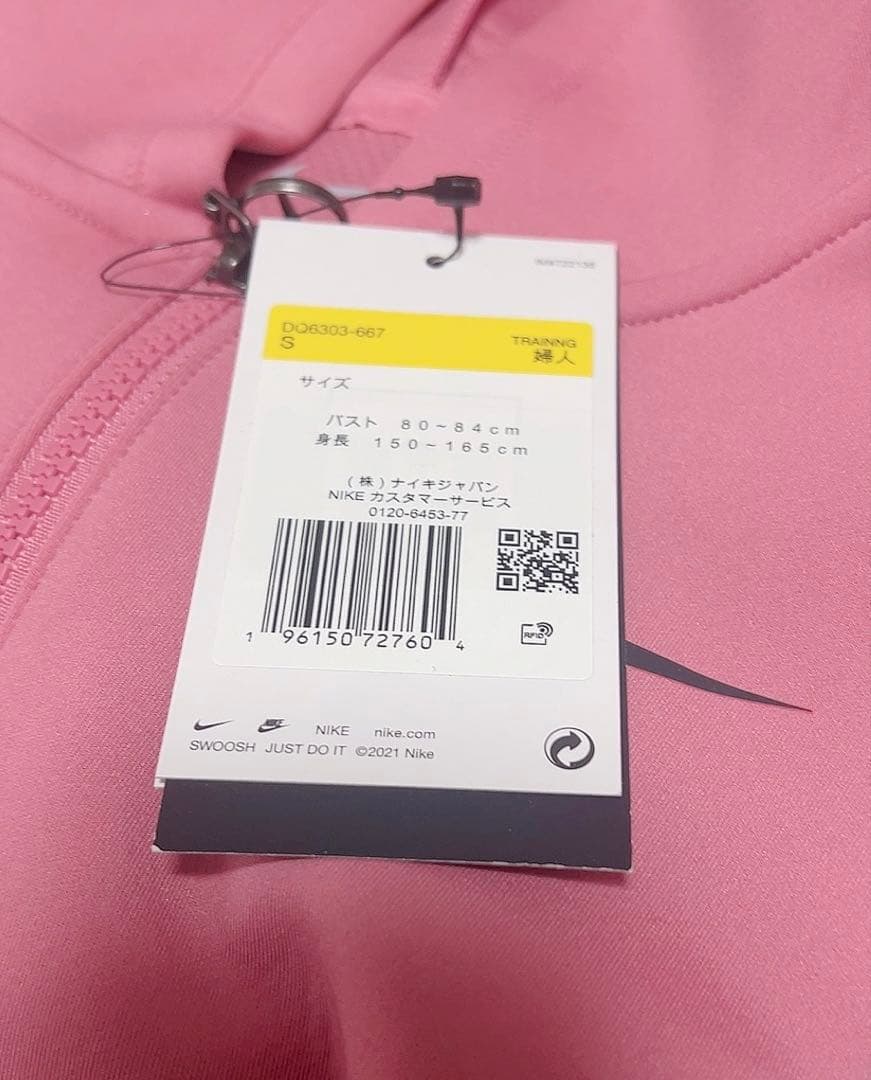 DQ6303-667
S
TRAINNG
婦人
サイズ
バスト 80~84cm
身長 150~165cm
(株)ナイキジャパン
NIKE カスタマーサービス
0120-6453-77
RFID
1 96150 72760 4
NIKE nike.com
SWOOSH JUST DO IT ©2021 Nike